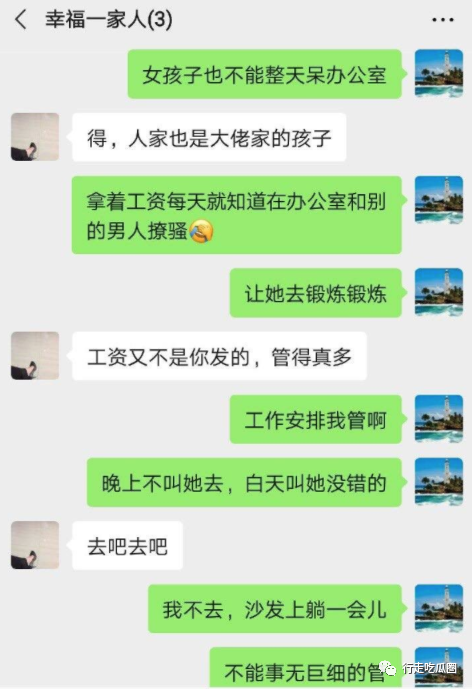 幸福一家人(3)
女孩子也不能整天呆办公室
得，人家也是大佬家的孩子
拿着工资每天就知道在办公室和别
的男人撩骚🤣
让她去锻炼锻炼
工资又不是你发的，管得真多
工作安排我管啊
晚上不叫她去，白天叫她没错的
去吧去吧
我不去，沙发上躺一会儿
不能事无巨细的管
行走吃瓜圈